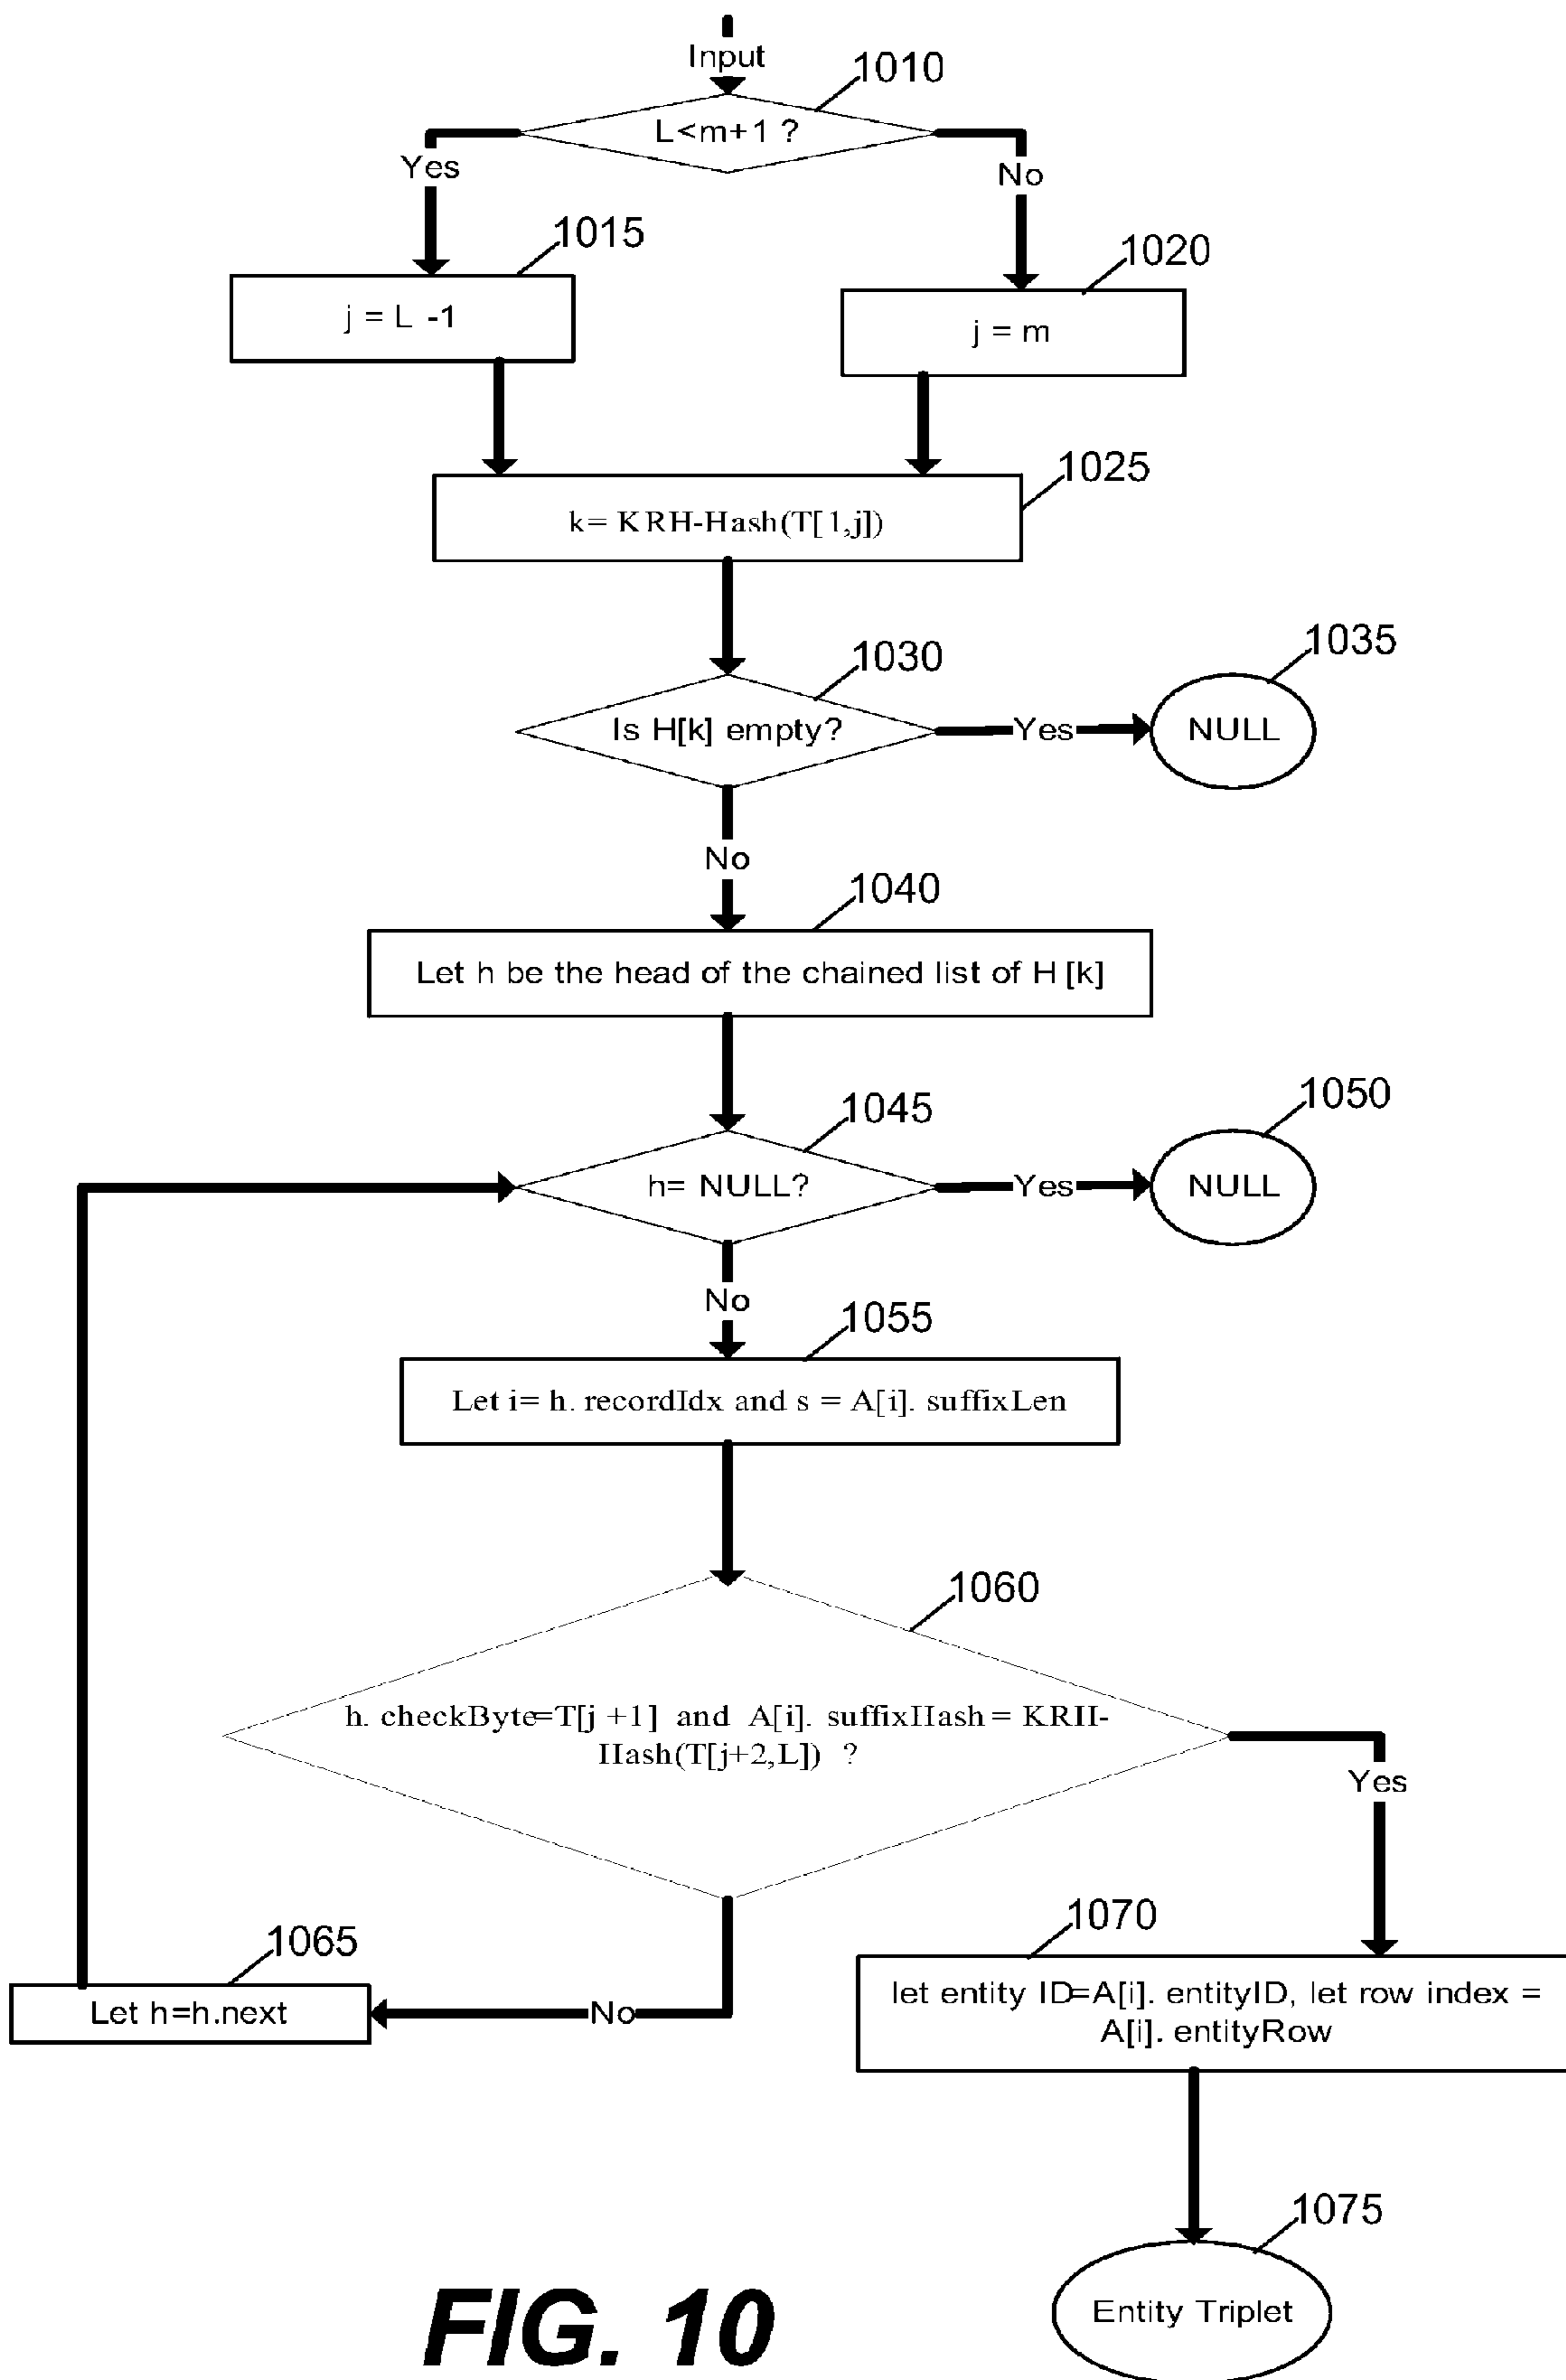 Input
1010
L<m+1 ?
Yes
No
1015
1020
j = L -1
j = m
1025
k= KRH-Hash(T[1,j])
1030
1035
Is H[k] empty?
Yes
NULL
No
1040
Let h be the head of the chained list of H [k]
1045
1050
h= NULL?
Yes
NULL
No
1055
Let i= h. recordIdx and s = A[i]. suffixLen
1060
h. checkByte=T[j +1] and A[i]. suffixHash = KRH-
Hash(T[j+2,L]) ?
Yes
1065
1070
Let h=h.next
No
let entity ID=A[i]. entityID, let row index =
A[i]. entityRow
1075
Entity Triplet
FIG. 10